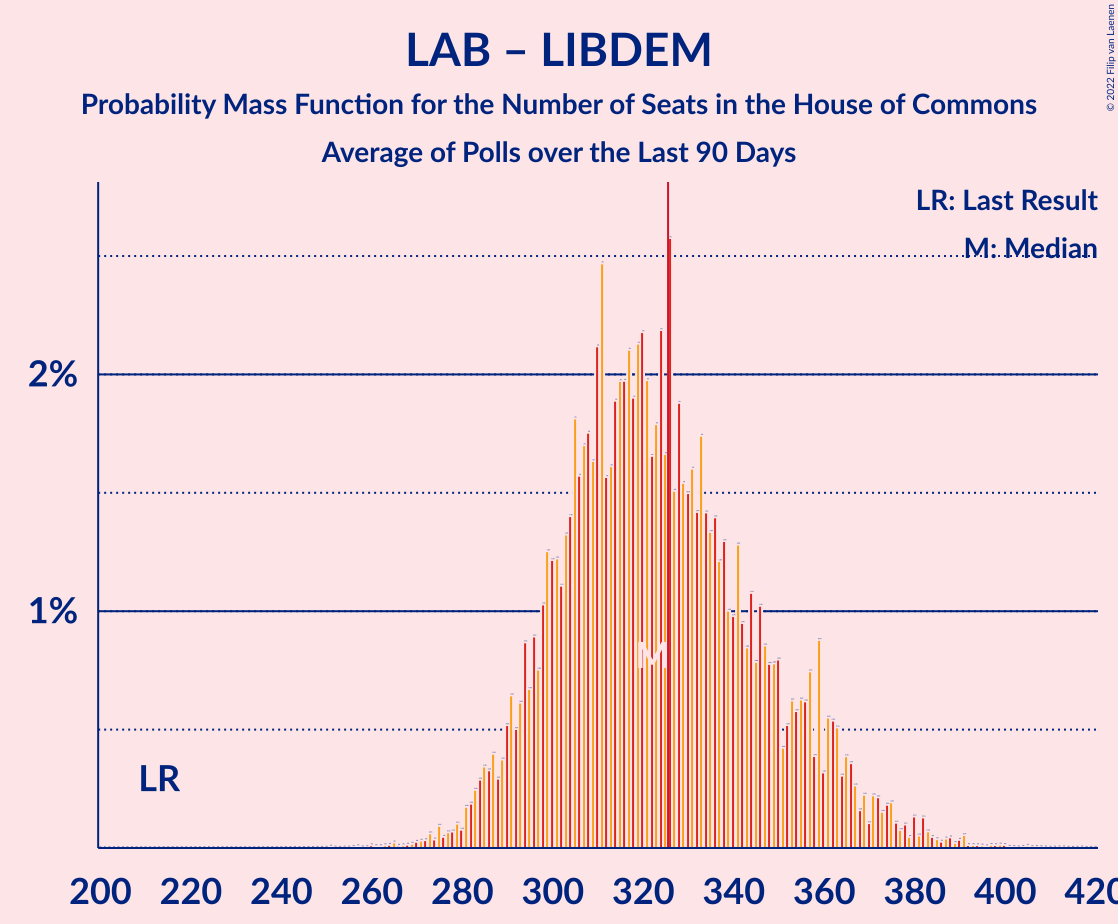 LAB – LIBDEM
Probability Mass Function for the Number of Seats in the House of Commons
Average of Polls over the Last 90 Days
© 2022 Filip van Laenen
LR: Last Result
M: Median
2%
1%
M
LR
200 220 240 260 280 300 320 340 360 380 400 420